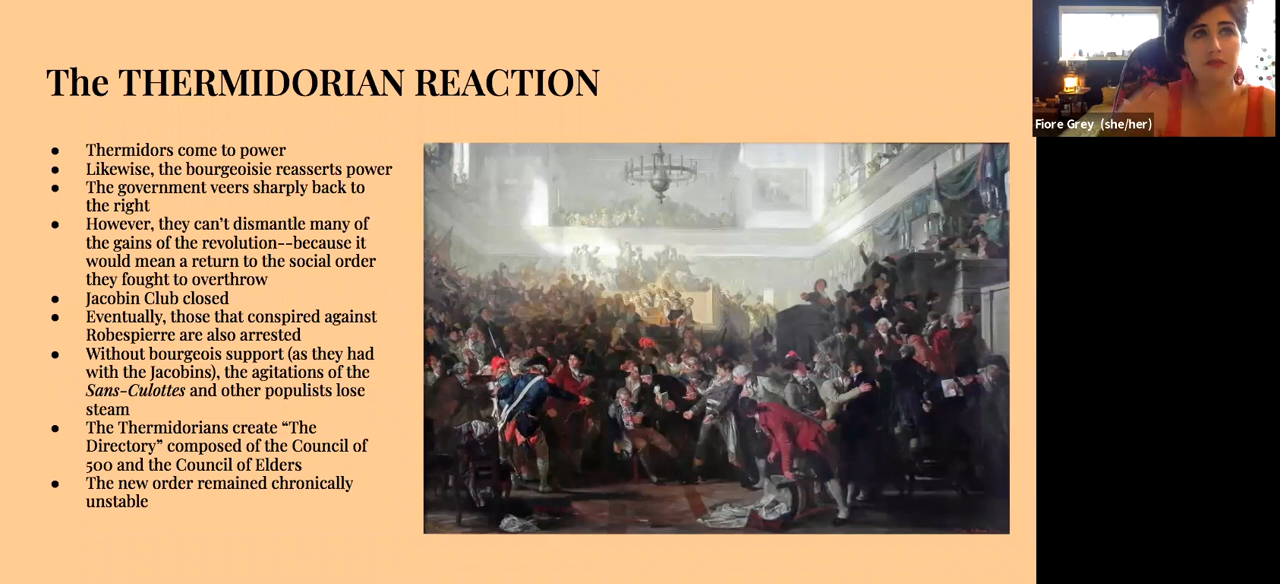 The THERMIDORIAN REACTION
● Thermidors come to power
● Likewise, the bourgeoisie reasserts power
● The government veers sharply back to
the right
● However, they can’t dismantle many of
the gains of the revolution--because it
would mean a return to the social order
they fought to overthrow
● Jacobin Club closed
● Eventually, those that conspired against
Robespierre are also arrested
● Without bourgeois support (as they had
with the Jacobins), the agitations of the
Sans-Culottes and other populists lose
steam
● The Thermidorians create “The
Directory” composed of the Council of
500 and the Council of Elders
● The new order remained chronically
unstable
Fiore Grey (she/her)